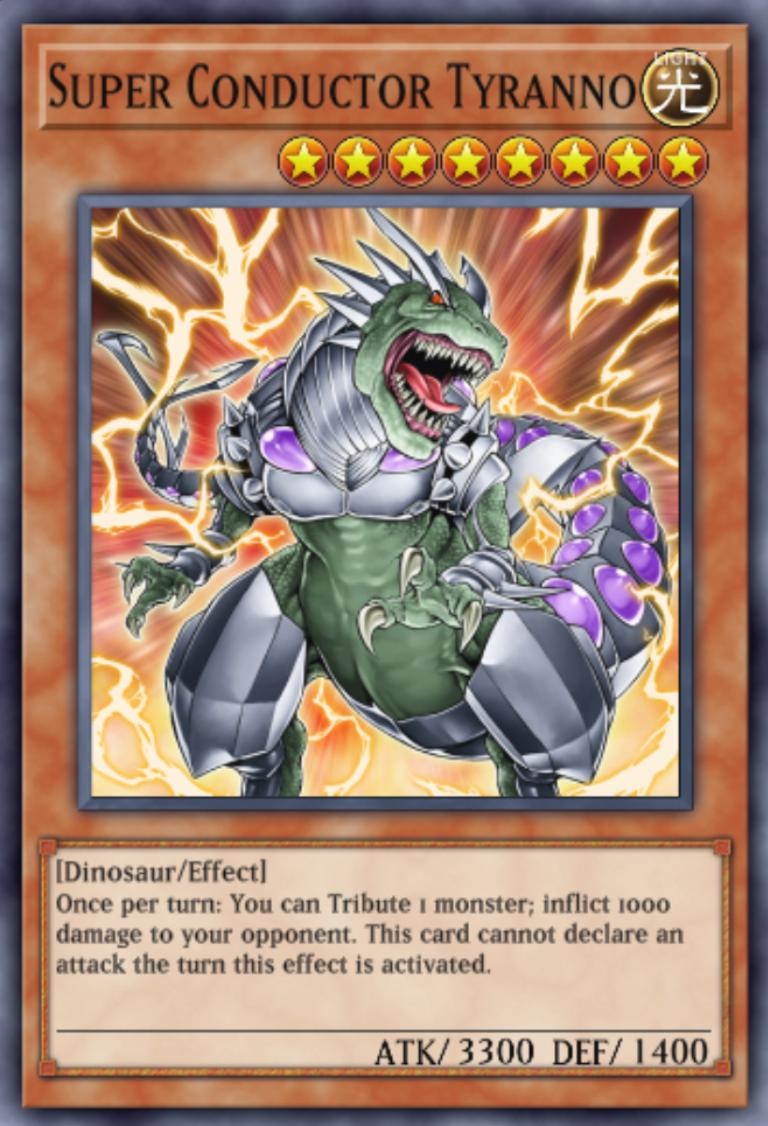 SUPER CONDUCTOR TYRANNO
LIGHT
光
[Dinosaur/Effect]
Once per turn: You can Tribute 1 monster; inflict 1000
damage to your opponent. This card cannot declare an
attack the turn this effect is activated.
ATK/ 3300 DEF/ 1400